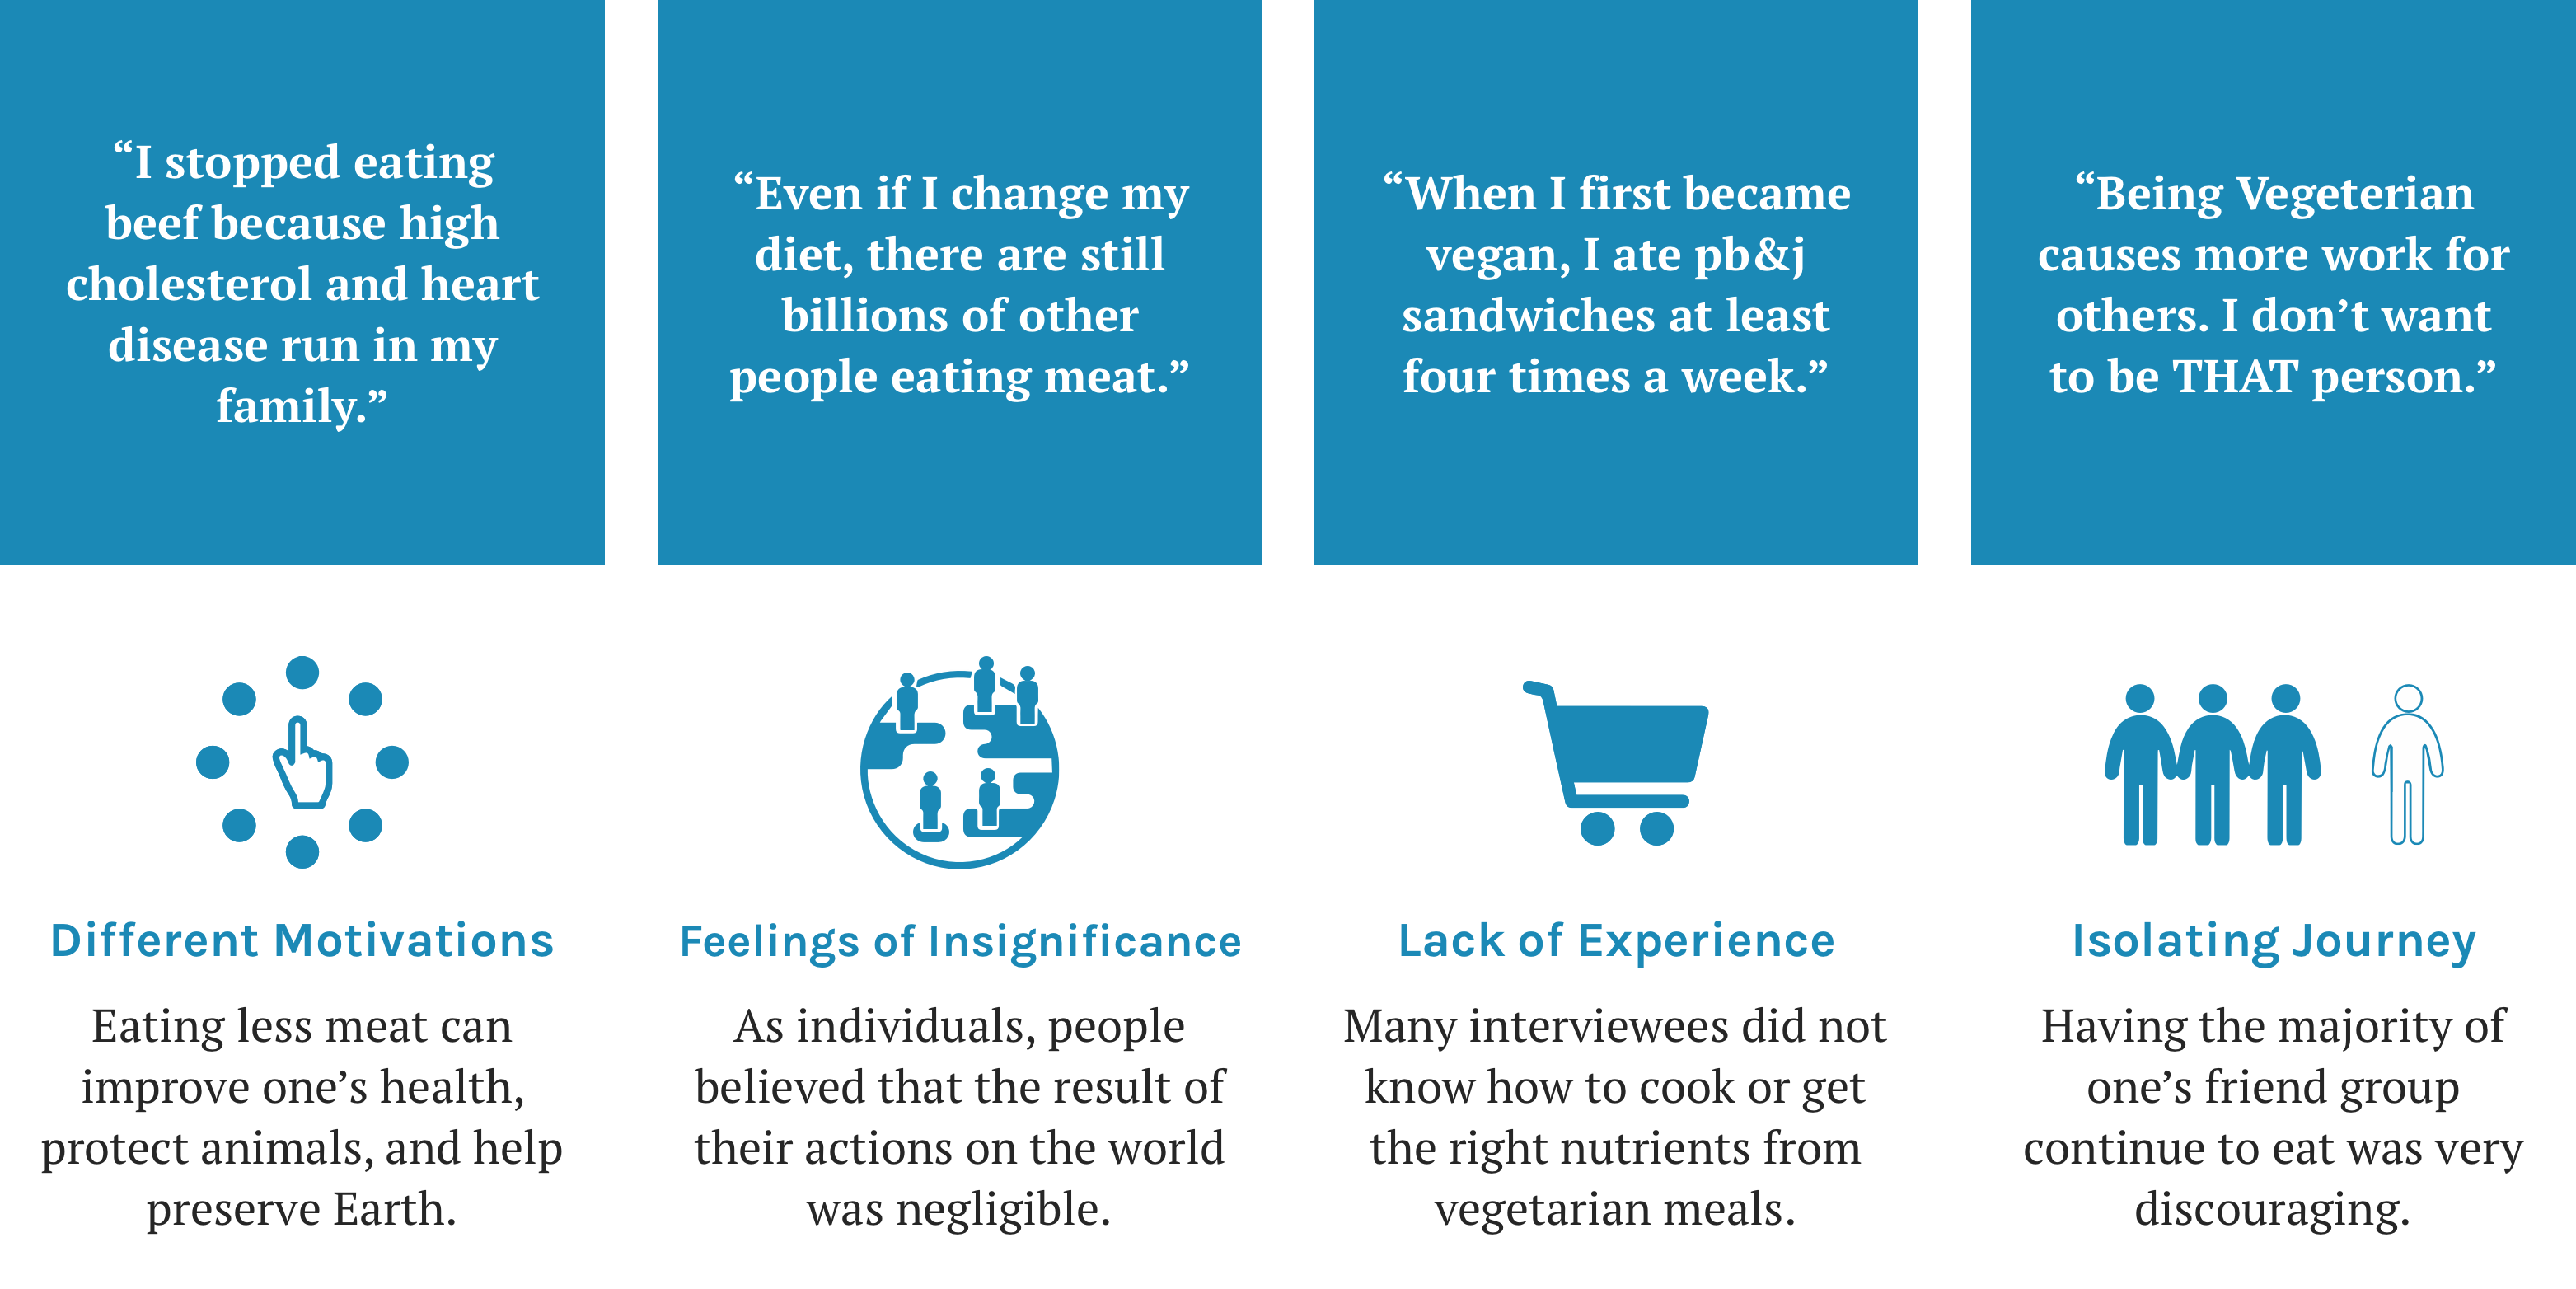 “I stopped eating
beef because high
cholesterol and heart
disease run in my
family.”
“Even if I change my
diet, there are still
billions of other
people eating meat.”
“When I first became
vegan, I ate pb&j
sandwiches at least
four times a week.”
“Being Vegeterian
causes more work for
others. I don’t want
to be THAT person.”
Different Motivations
Eating less meat can
improve one’s health,
protect animals, and help
preserve Earth.
Feelings of Insignificance
As individuals, people
believed that the result of
their actions on the world
was negligible.
Lack of Experience
Many interviewees did not
know how to cook or get
the right nutrients from
vegetarian meals.
Isolating Journey
Having the majority of
one’s friend group
continue to eat was very
discouraging.